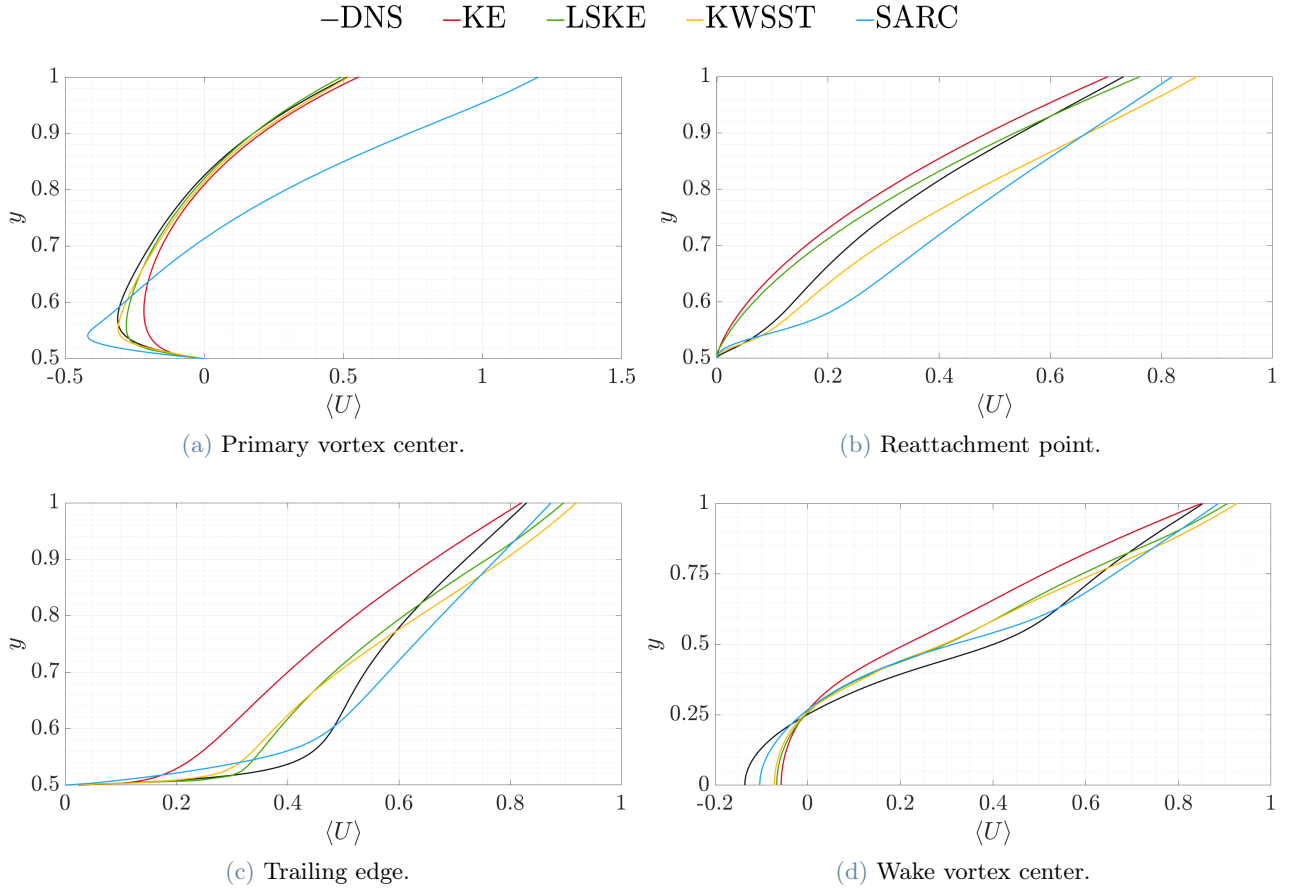 DNS KE LSKE KWSST SARC
1
0.9
0.8
0.7
0.6
0.5
y
-0.5 0 0.5 1 1.5
⟨U⟩
(a) Primary vortex center.
1
0.9
0.8
0.7
0.6
0.5
y
0 0.2 0.4 0.6 0.8 1
⟨U⟩
(b) Reattachment point.
1
0.9
0.8
0.7
0.6
0.5
y
0 0.2 0.4 0.6 0.8 1
⟨U⟩
(c) Trailing edge.
1
0.75
0.5
0.25
0
y
-0.2 0 0.2 0.4 0.6 0.8 1
⟨U⟩
(d) Wake vortex center.